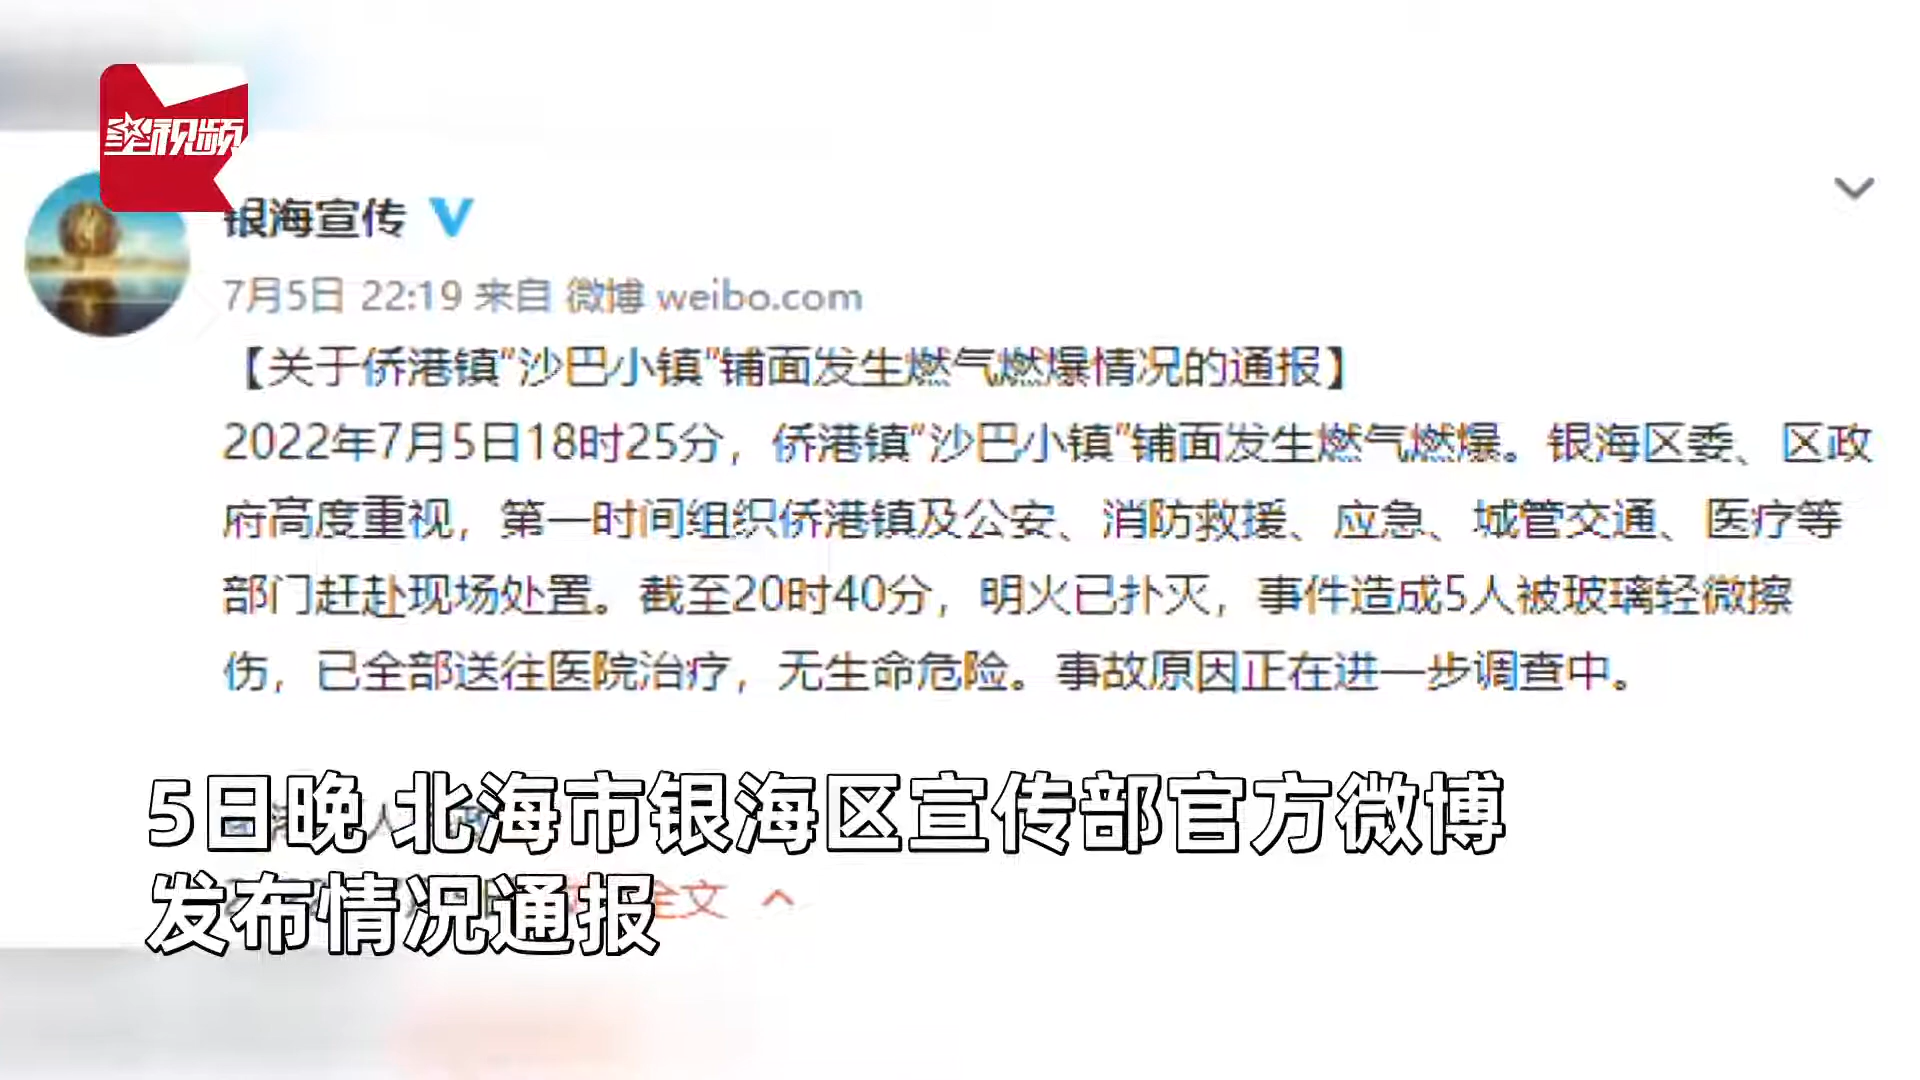 星视频
银海宣传
7月5日 22:19 来自 微博 weibo.com
【关于侨港镇“沙巴小镇”铺面发生燃气燃爆情况的通报】
2022年7月5日18时25分，侨港镇“沙巴小镇”铺面发生燃气燃爆。银海区委、区政
府高度重视，第一时间组织侨港镇及公安、消防救援、应急、城管交通、医疗等
部门赶赴现场处置。截至20时40分，明火已扑灭，事件造成5人被玻璃轻微擦
伤，已全部送往医院治疗，无生命危险。事故原因正在进一步调查中。
5日晚 北海市银海区宣传部官方微博
发布情况通报
全文